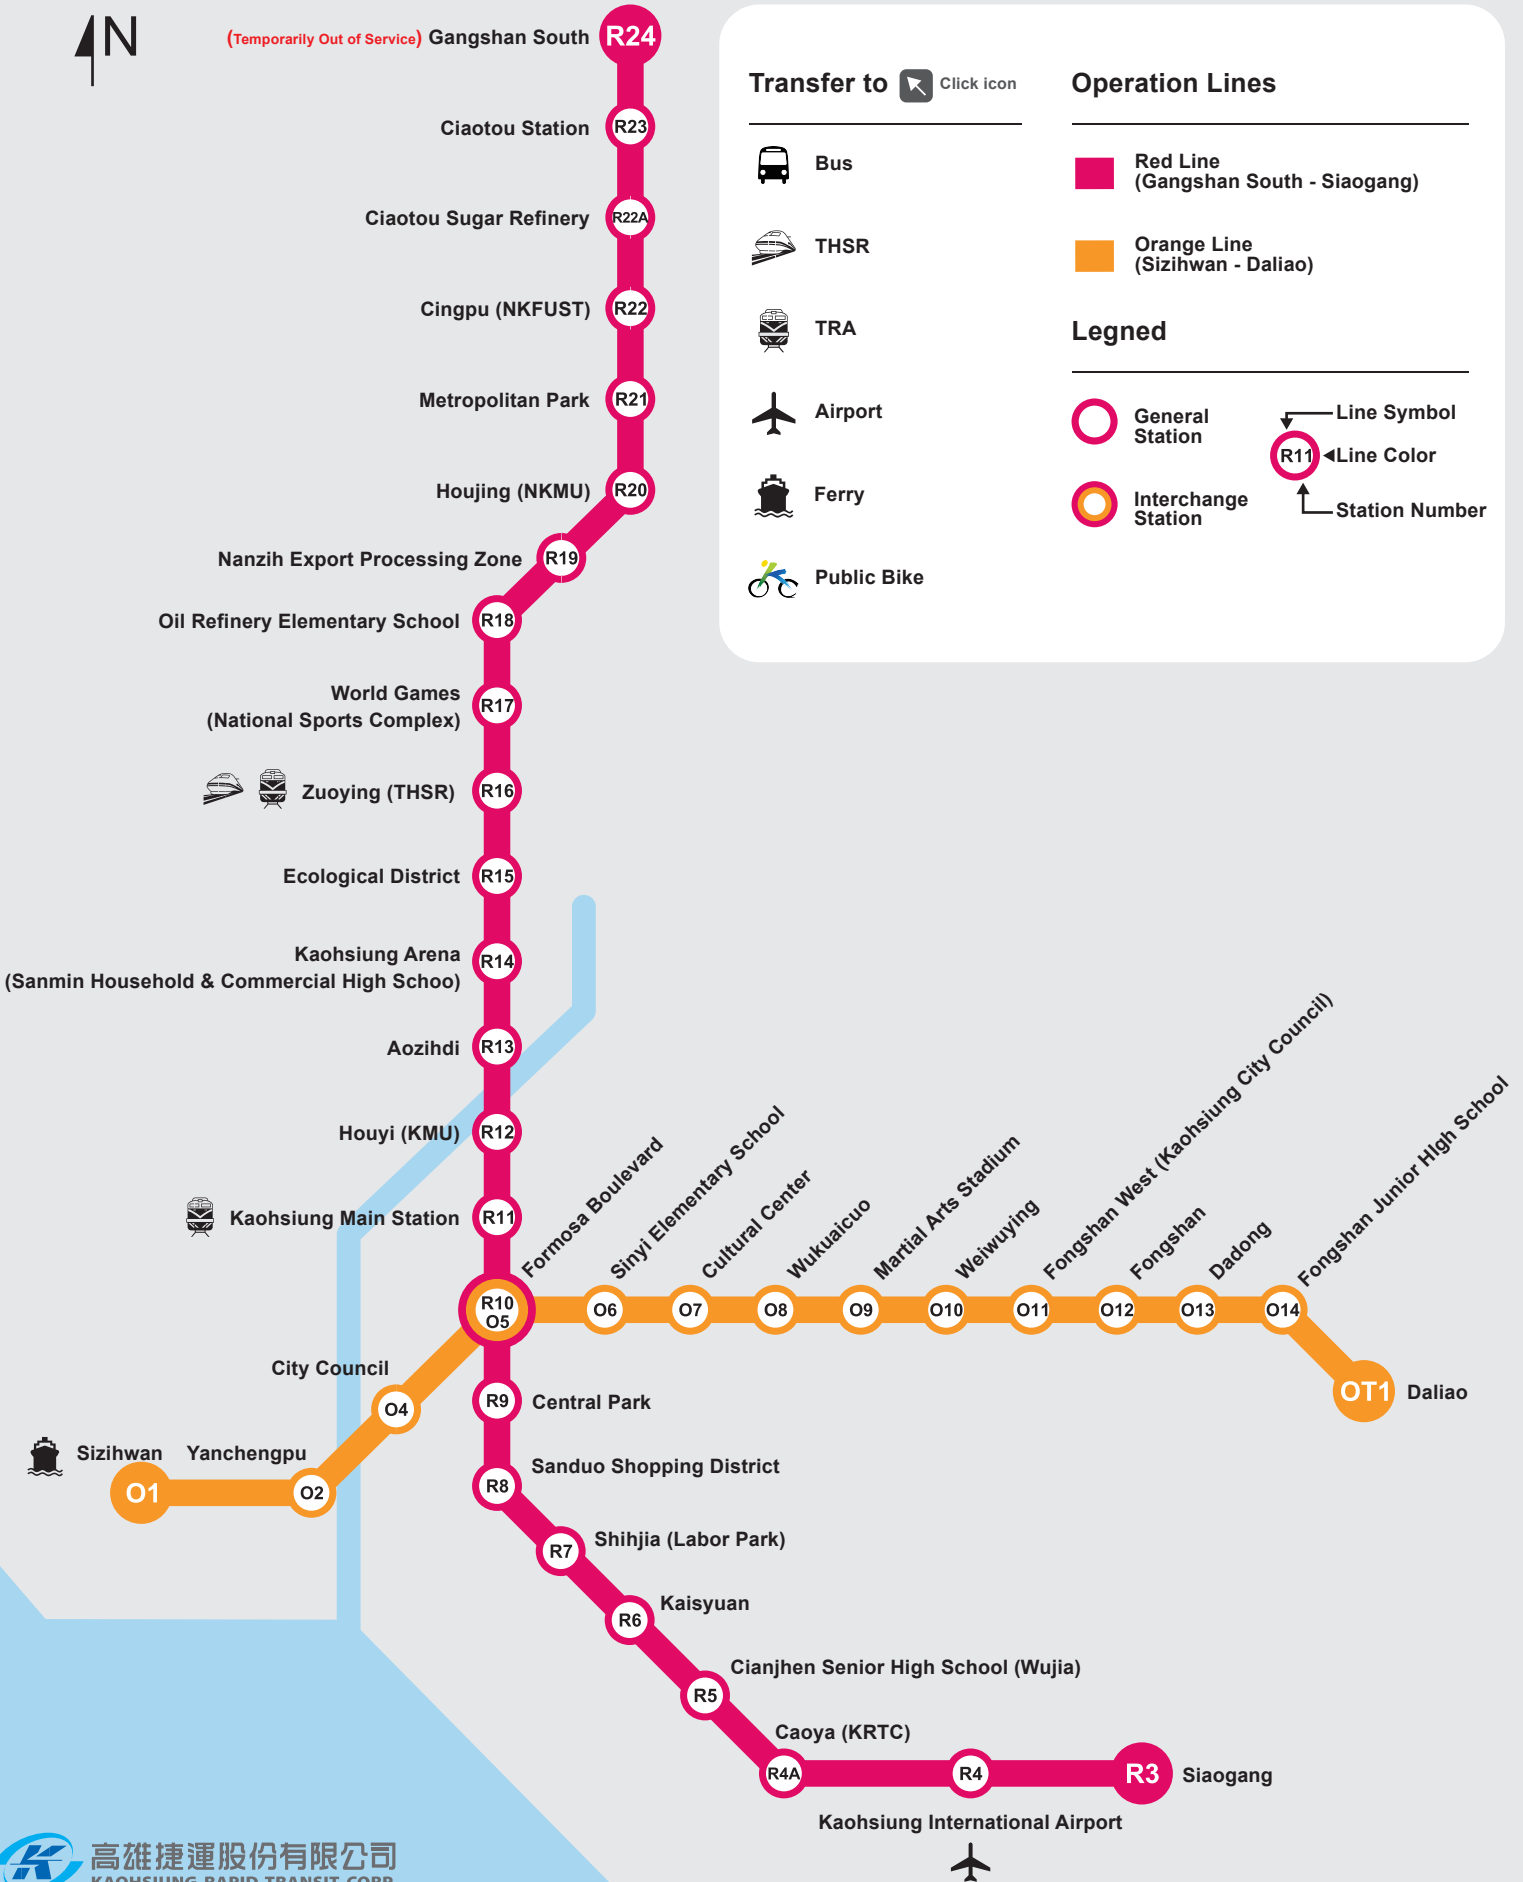 N
(Temporarily Out of Service) Gangshan South R24
Ciaotou Station R23
Ciaotou Sugar Refinery R22A
Cingpu (NKFUST) R22
Metropolitan Park R21
Houjing (NKMU) R20
Nanzih Export Processing Zone R19
Oil Refinery Elementary School R18
World Games
(National Sports Complex)
R17
Zuoying (THSR) R16
Ecological District R15
Kaohsiung Arena
(Sanmin Household & Commercial High Schoo)
R14
Aozihdi R13
Houyi (KMU) R12
Kaohsiung Main Station R11
R10
O5
Formosa Boulevard
Sinyi Elementary School
Cultural Center
Wukuaicuo
Martial Arts Stadium
Weiwuying
Fongshan West (Kaohsiung City Council)
Fongshan
Dadong
Fongshan Junior HIgh School
O6 O7 O8 O9 O10 O11 O12 O13 O14
OT1 Daliao
City Council
O4
Sizihwan Yanchengpu
O1 O2
R9 Central Park
Sanduo Shopping District
R8
Shihjia (Labor Park)
R7
Kaisyuan
R6
Cianjhen Senior High School (Wujia)
R5
Caoya (KRTC)
R4A R4 R3 Siaogang
Kaohsiung International Airport
Transfer to Click icon
Bus
THSR
TRA
Airport
Ferry
Public Bike
Operation Lines
Red Line
(Gangshan South - Siaogang)
Orange Line
(Sizihwan - Daliao)
Legned
General
Station
Interchange
Station
Line Symbol
R11 Line Color
Station Number
高雄捷運股份有限公司
KAOHSIUNG RAPID TRANSIT CORP.